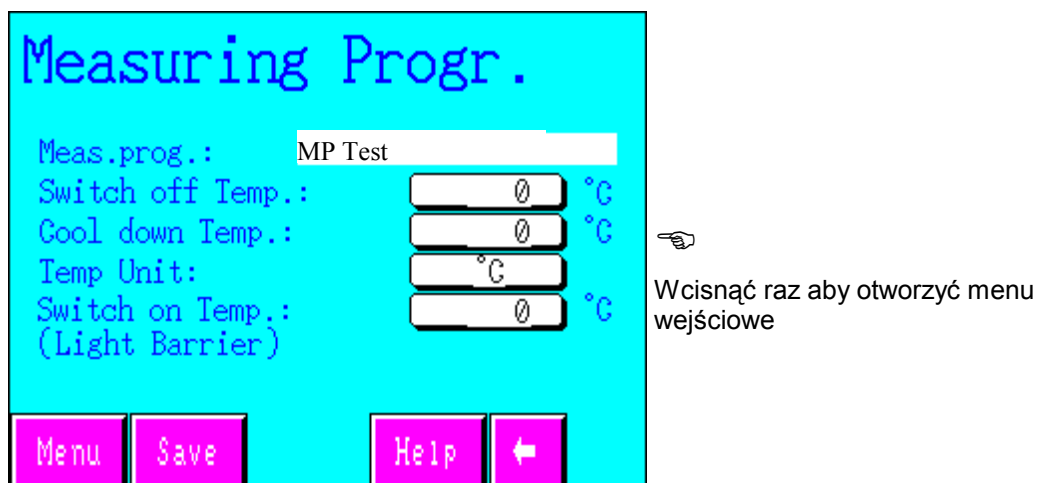 Measuring Progr.
Meas.prog.: MP Test
Switch off Temp.: 0 °C
Cool down Temp.: 0 °C
Temp Unit: °C
Switch on Temp.: 0 °C
(Light Barrier)
Wcisnąć raz aby otworzyć menu
wejściowe
Menu Save Help